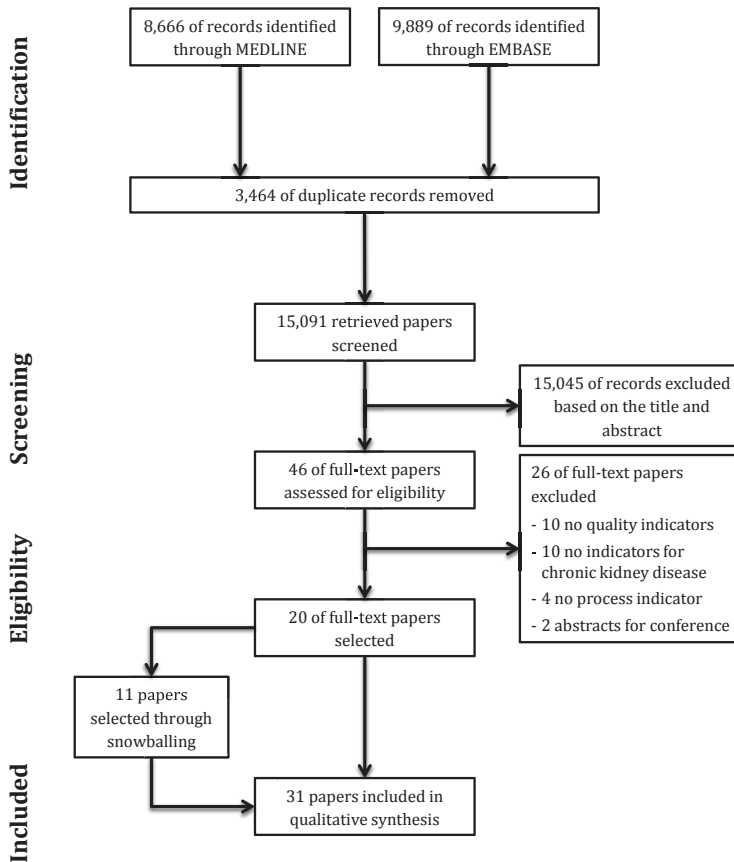 Identification
8,666 of records identified
through MEDLINE
9,889 of records identified
through EMBASE
3,464 of duplicate records removed
Screening
15,091 retrieved papers
screened
15,045 of records excluded
based on the title and
abstract
46 of full-text papers
assessed for eligibility
Eligibility
26 of full-text papers
excluded
- 10 no quality indicators
- 10 no indicators for
chronic kidney disease
- 4 no process indicator
- 2 abstracts for conference
20 of full-text papers
selected
11 papers
selected through
snowballing
Included
31 papers included in
qualitative synthesis